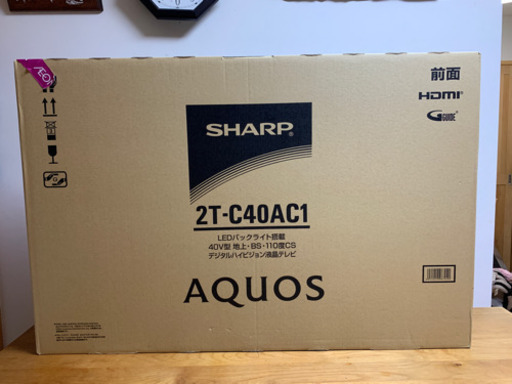 AEON
前面
HDMI
G-GUIDE
SHARP
2T-C40AC1
LEDバックライト搭載
40V型 地上・BS・110度CS
デジタルハイビジョン液晶テレビ
AQUOS